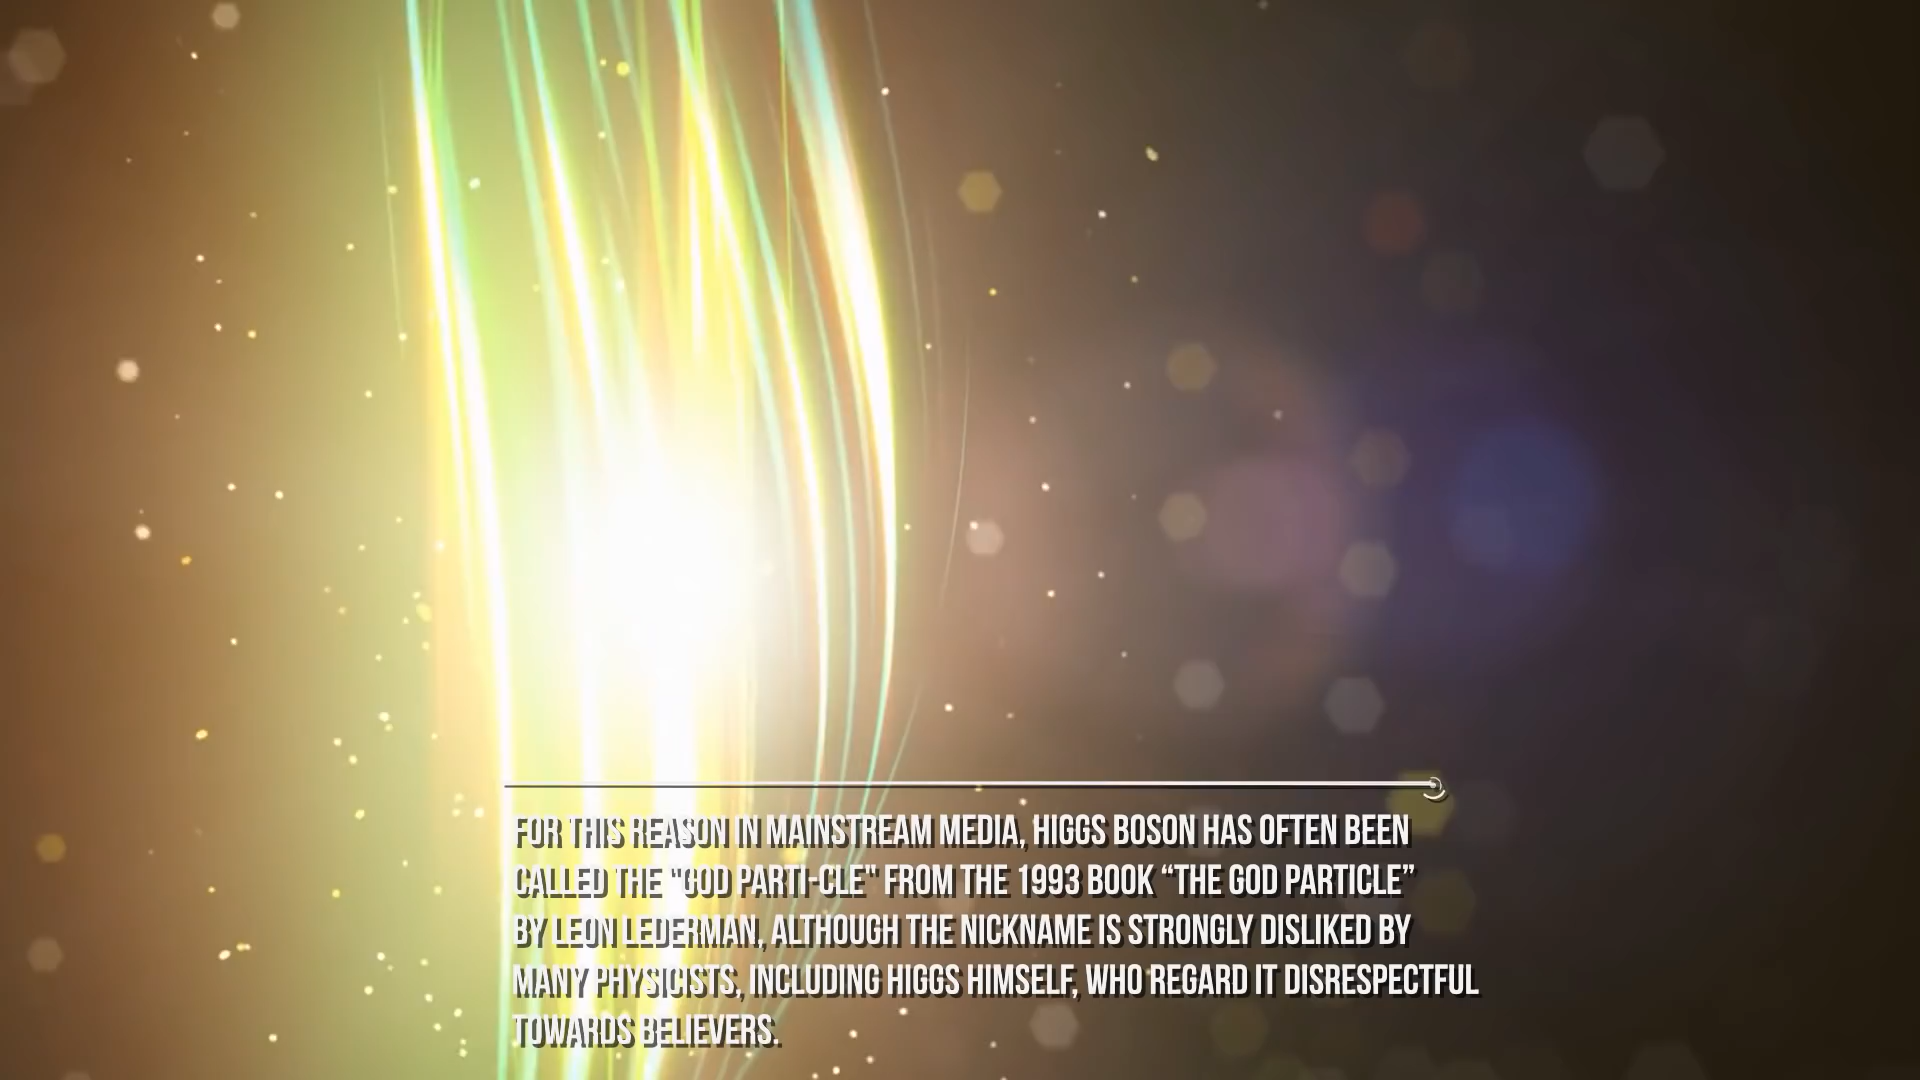 FOR THIS REASON IN MAINSTREAM MEDIA, HIGGS BOSON HAS OFTEN BEEN
CALLED THE "GOD PARTI-CLE" FROM THE 1993 BOOK “THE GOD PARTICLE”
BY LEON LEDERMAN, ALTHOUGH THE NICKNAME IS STRONGLY DISLIKED BY
MANY PHYSICISTS, INCLUDING HIGGS HIMSELF, WHO REGARD IT DISRESPECTFUL
TOWARDS BELIEVERS.